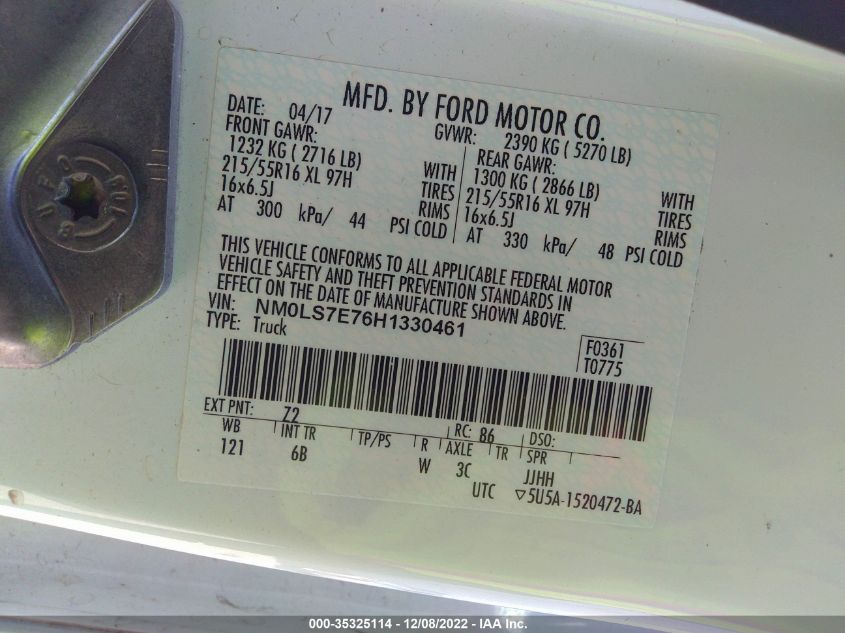 MFD. BY FORD MOTOR CO.
DATE: 04/17 GVWR: 2390 KG ( 5270 LB)
FRONT GAWR: REAR GAWR:
1232 KG ( 2716 LB) WITH 1300 KG ( 2866 LB) WITH
215/55R16 XL 97H TIRES 215/55R16 XL 97H TIRES
16x6.5J RIMS 16x6.5J RIMS
AT 300 kPa/ 44 PSI COLD AT 330 kPa/ 48 PSI COLD
THIS VEHICLE CONFORMS TO ALL APPLICABLE FEDERAL MOTOR
VEHICLE SAFETY AND THEFT PREVENTION STANDARDS IN
EFFECT ON THE DATE OF MANUFACTURE SHOWN ABOVE.
VIN: NM0LS7E76H1330461
TYPE: Truck
F0361
T0775
EXT PNT: Z2 RC: 86 DSO:
WB INT TR TP/PS R AXLE TR SPR
121 6B W 3C JJHH
UTC ▽5U5A-1520472-BA
000-35325114 - 12/08/2022 - IAA Inc.